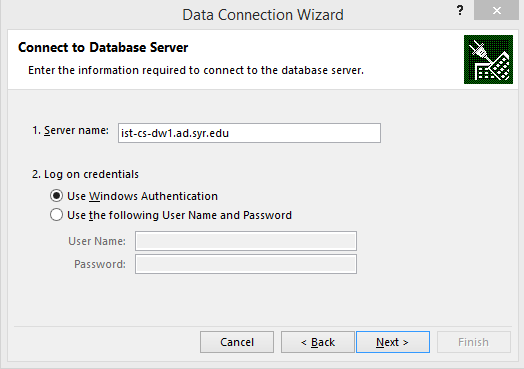 Data Connection Wizard
? ×
Connect to Database Server
Enter the information required to connect to the database server.
1. Server name: ist-cs-dw1.ad.syr.edu
2. Log on credentials
Use Windows Authentication
Use the following User Name and Password
User Name:
Password:
Cancel < Back Next > Finish